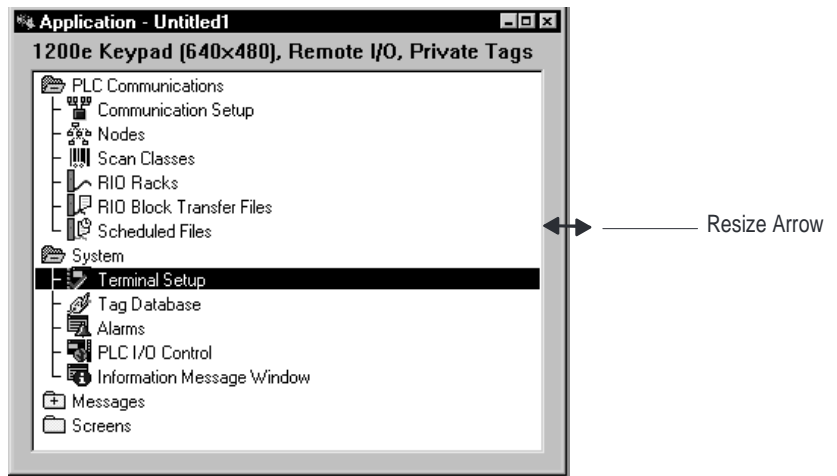 Application - Untitled1
1200e Keypad (640x480), Remote I/O, Private Tags
PLC Communications
Communication Setup
Nodes
Scan Classes
RIO Racks
RIO Block Transfer Files
Scheduled Files
Resize Arrow
System
Terminal Setup
Tag Database
Alarms
PLC I/O Control
Information Message Window
Messages
Screens